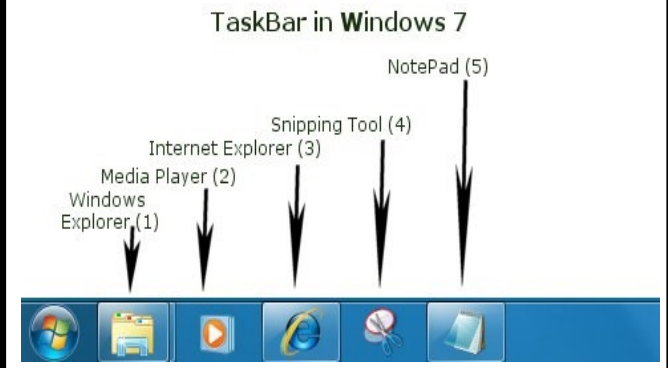 TaskBar in Windows 7
NotePad (5)
Snipping Tool (4)
Internet Explorer (3)
Media Player (2)
Windows
Explorer (1)